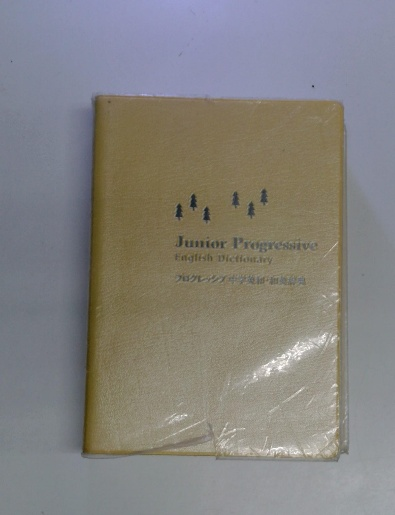 Junior Progressive
English Dictionary
プログレッシブ 中学英和・和英辞典